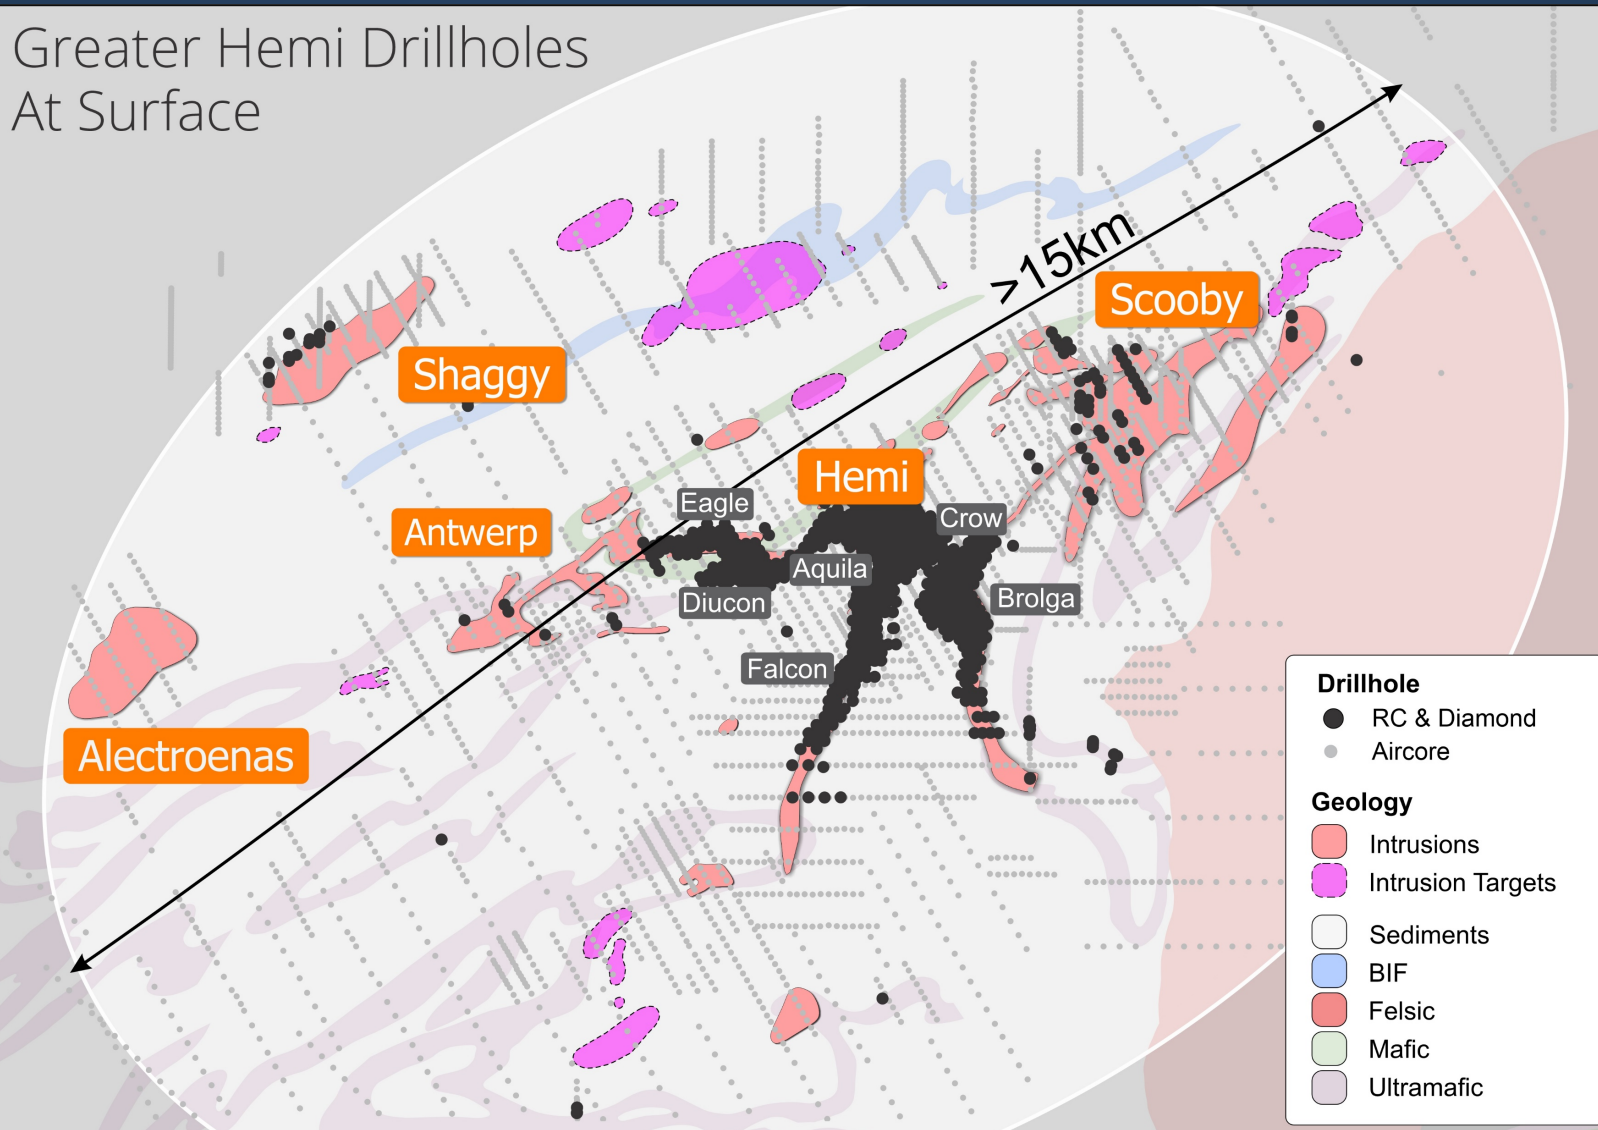 Greater Hemi Drillholes
At Surface
>15km
Scooby
Shaggy
Hemi
Eagle
Crow
Antwerp
Aquila
Diucon
Brolga
Falcon
Alectroenas
Drillhole
RC & Diamond
Aircore
Geology
Intrusions
Intrusion Targets
Sediments
BIF
Felsic
Mafic
Ultramafic